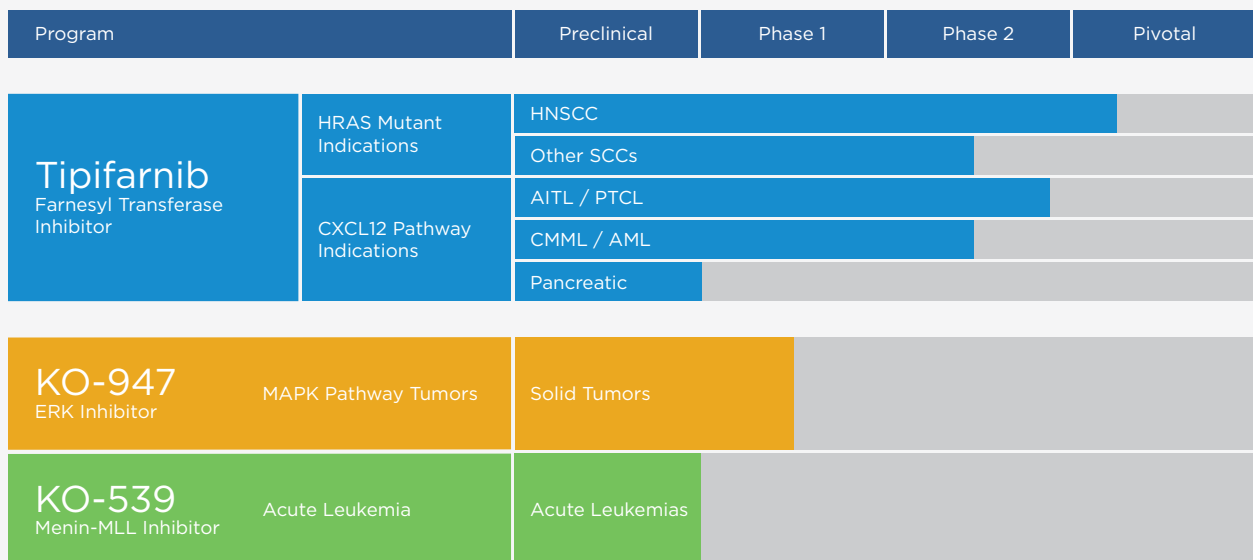 Program
Preclinical
Phase 1
Phase 2
Pivotal
Tipifarnib
Farnesyl Transferase
Inhibitor
HRAS Mutant
Indications
HNSCC
Other SCCs
CXCL12 Pathway
Indications
AITL / PTCL
CMML / AML
Pancreatic
KO-947
ERK Inhibitor
MAPK Pathway Tumors
Solid Tumors
KO-539
Menin-MLL Inhibitor
Acute Leukemia
Acute Leukemias